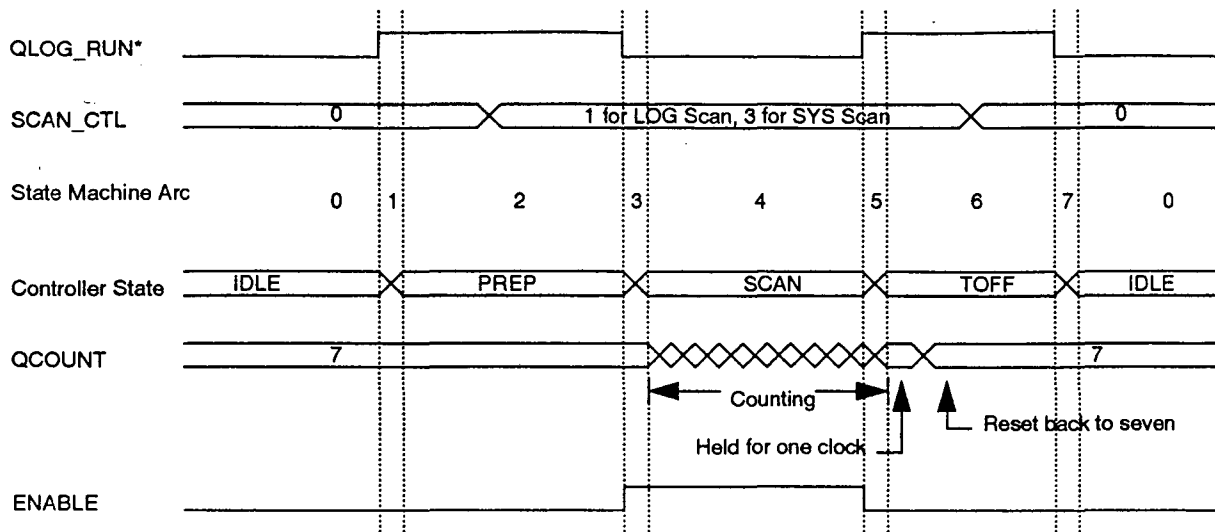 QLOG_RUN*
SCAN_CTL 0 1 for LOG Scan, 3 for SYS Scan 0
State Machine Arc 0 1 2 3 4 5 6 7 0
Controller State IDLE PREP SCAN TOFF IDLE
QCOUNT 7 7
Counting
Reset back to seven
Held for one clock
ENABLE